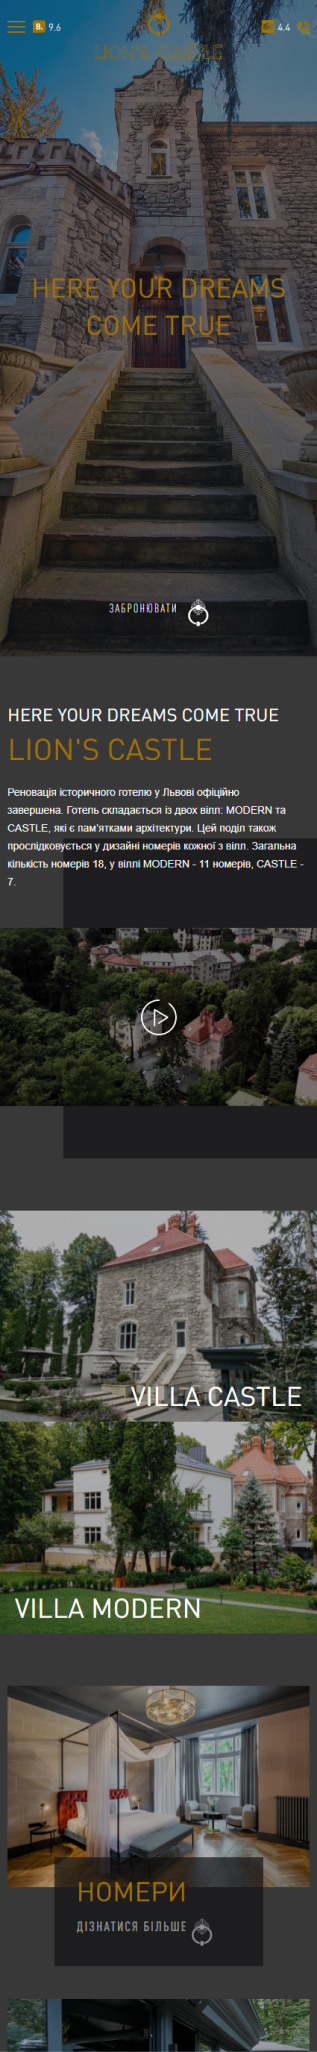 B. 9.6
4.4
LION'S CASTLE
HERE YOUR DREAMS
COME TRUE
ЗАБРОНЮВАТИ
HERE YOUR DREAMS COME TRUE
LION'S CASTLE
Реновація історичного готелю у Львові офіційно
завершена. Готель складається із двох вілл: MODERN та
CASTLE, які є пам'ятками архітектури. Цей поділ також
прослідковується у дизайні номерів кожної з вілл. Загальна
кількість номерів 18, у віллі MODERN - 11 номерів, CASTLE -
7.
VILLA CASTLE
VILLA MODERN
НОМЕРИ
ДІЗНАТИСЯ БІЛЬШЕ